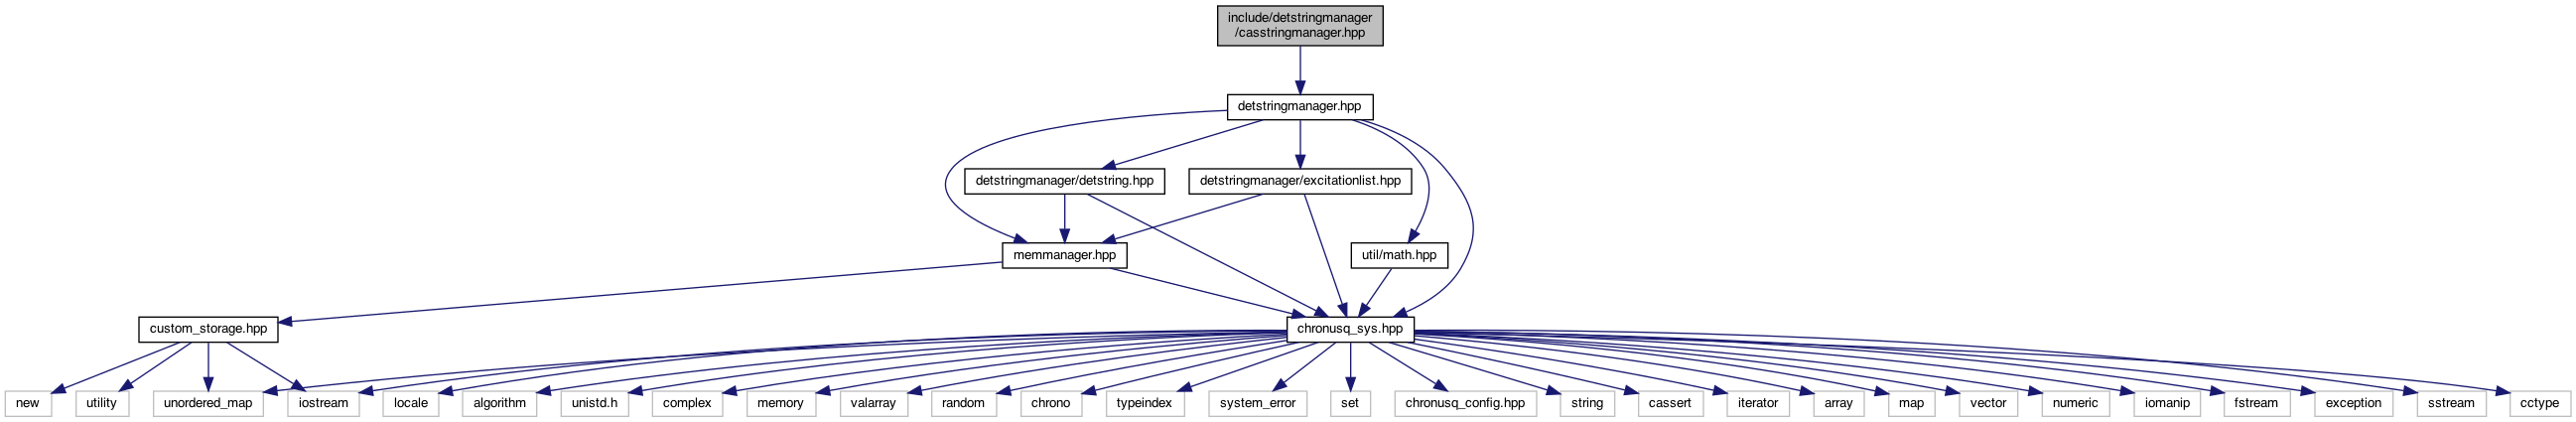 include/detstringmanager
/casstringmanager.hpp
detstringmanager.hpp
detstringmanager/detstring.hpp
detstringmanager/excitationlist.hpp
memmanager.hpp
util/math.hpp
custom_storage.hpp
chronusq_sys.hpp
new
utility
unordered_map
iostream
locale
algorithm
unistd.h
complex
memory
valarray
random
chrono
typeindex
system_error
set
chronusq_config.hpp
string
cassert
iterator
array
map
vector
numeric
iomanip
fstream
exception
sstream
cctype